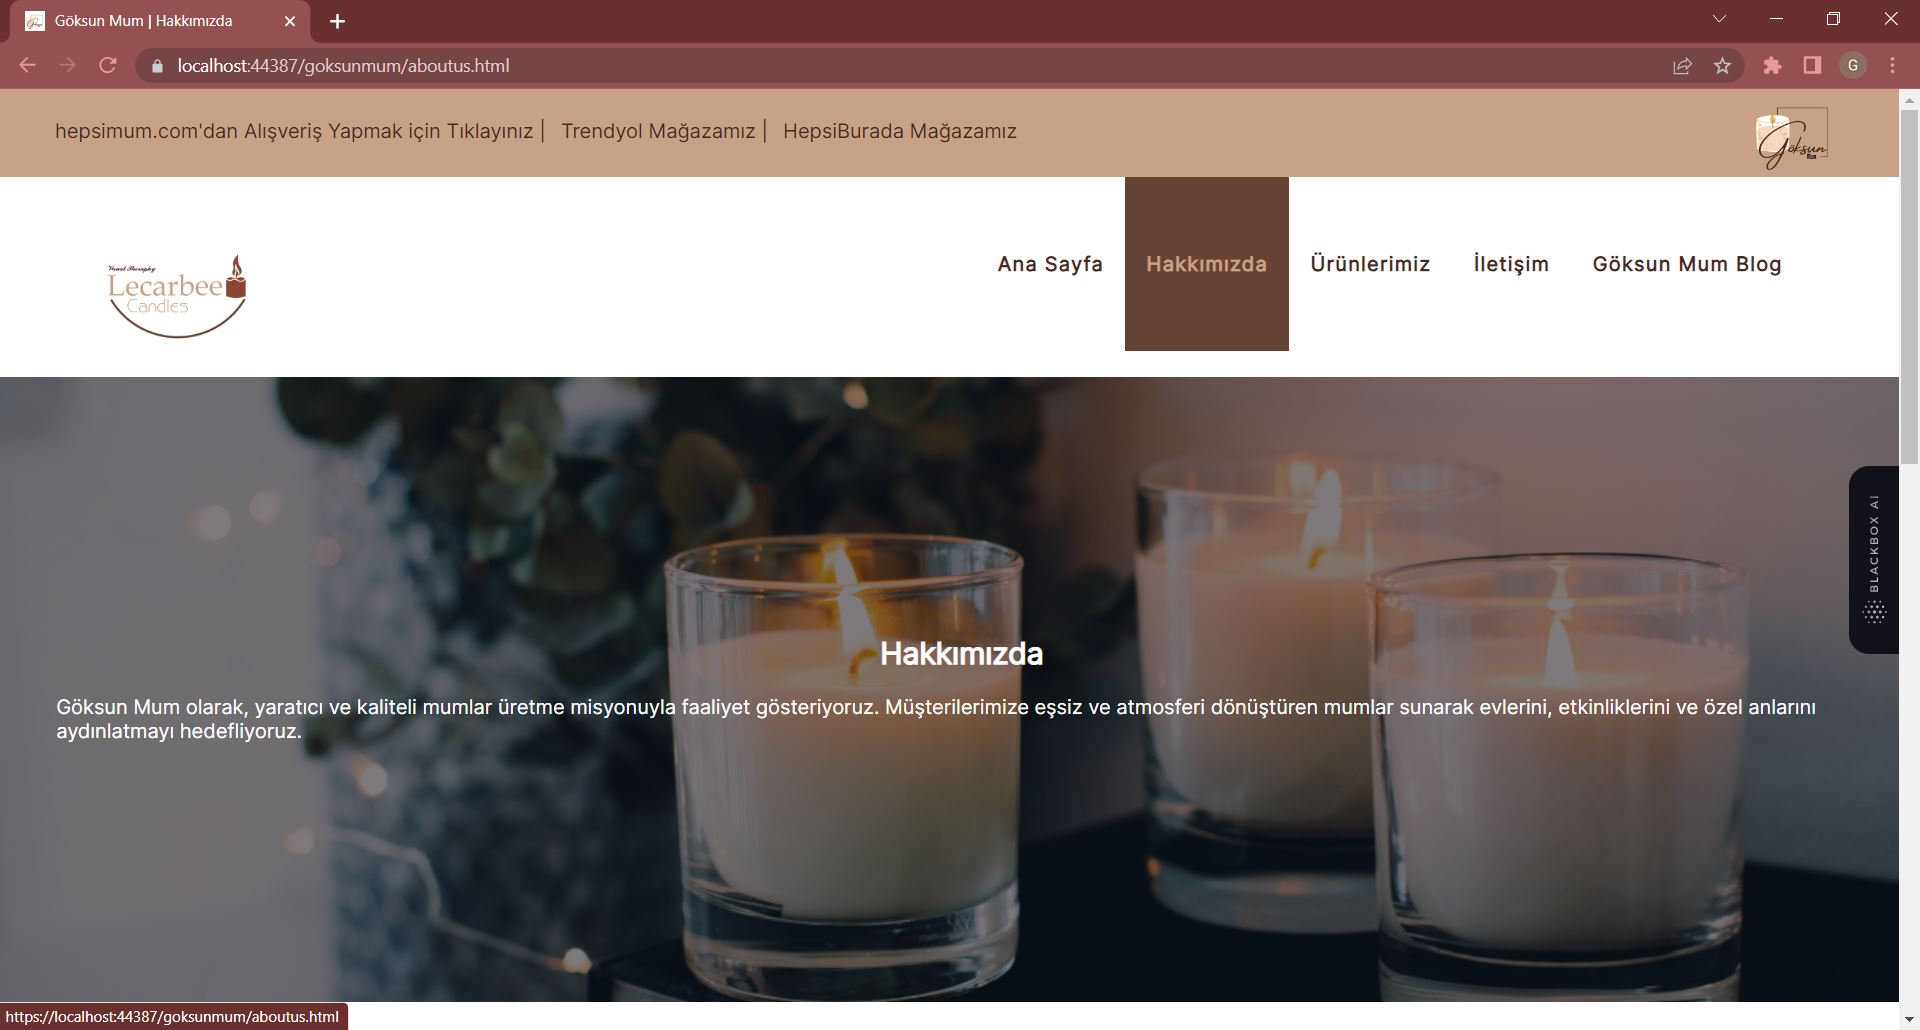 Göksun Mum | Hakkımızda
localhost:44387/goksunmum/aboutus.html
G
hepsimum.com'dan Alışveriş Yapmak için Tıklayınız | Trendyol Mağazamız | HepsiBurada Mağazamız
Göksun
Mum
Visual Theraphy
Lecarbee
Candles
Ana Sayfa
Hakkımızda
Ürünlerimiz
İletişim
Göksun Mum Blog
BLACKBOX AI
Hakkımızda
Göksun Mum olarak, yaratıcı ve kaliteli mumlar üretme misyonuyla faaliyet gösteriyoruz. Müşterilerimize eşsiz ve atmosferi dönüştüren mumlar sunarak evlerini, etkinliklerini ve özel anlarını
aydınlatmayı hedefliyoruz.
https://localhost:44387/goksunmum/aboutus.html